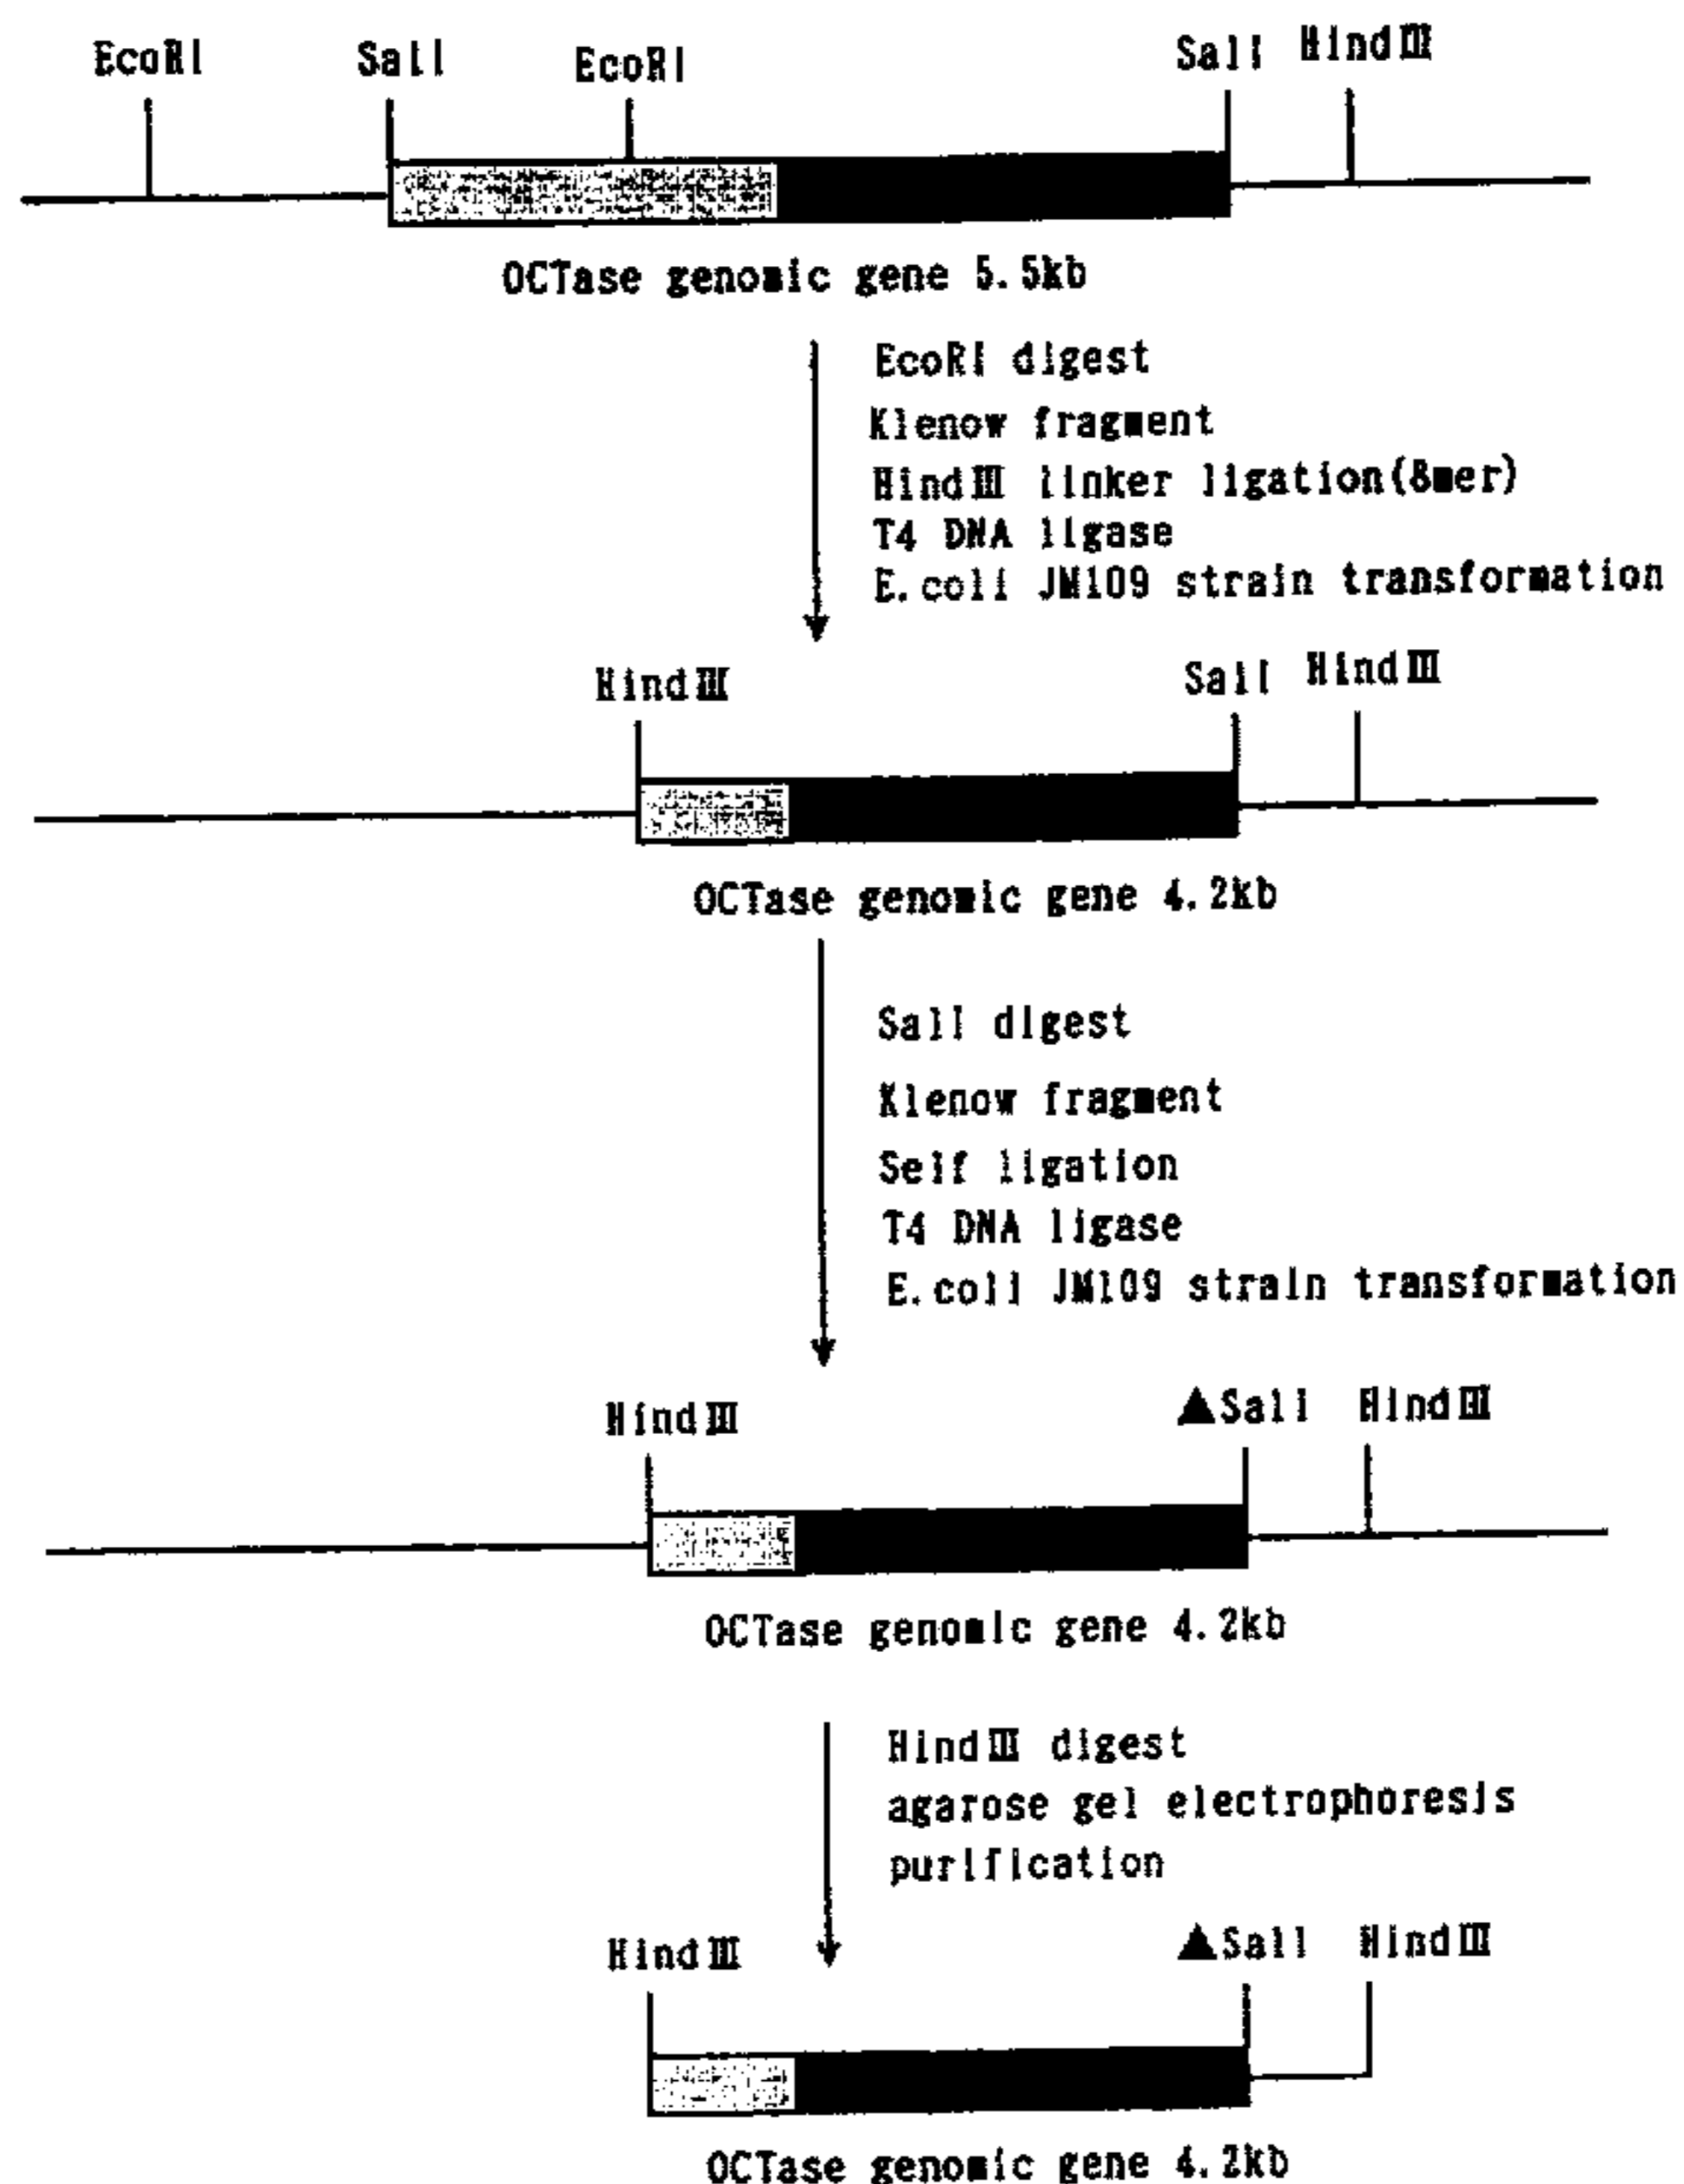 EcoRI SalI EcoRI SalI HindⅢ
OCTase genomic gene 5.5kb
EcoRI digest
Klenow fragment
HindⅢ linker ligation(8mer)
T4 DNA ligase
E.coli JM109 strain transformation
HindⅢ SalI HindⅢ
OCTase genomic gene 4.2kb
SalI digest
Klenow fragment
Self ligation
T4 DNA ligase
E.coli JM109 strain transformation
HindⅢ ▲SalI HindⅢ
OCTase genomic gene 4.2kb
HindⅢ digest
agarose gel electrophoresis
purification
HindⅢ ▲SalI HindⅢ
OCTase genomic gene 4.2kb